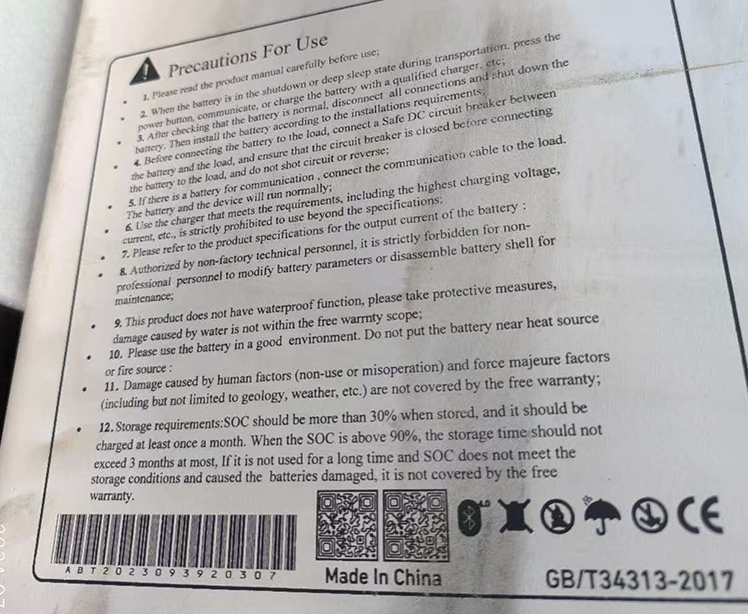 Precautions For Use
1. Please read the product manual carefully before use;
2. When the battery is in the shutdown or deep sleep state during transportation, press the
power button, communicate, or charge the battery with a qualified charger, etc;
3. After checking that the battery is normal, disconnect all connections and shut down the
battery. Then install the battery according to the installations requirements;
4. Before connecting the battery to the load, connect a Safe DC circuit breaker between
the battery and the load, and ensure that the circuit breaker is closed before connecting
the battery to the load, and do not shot circuit or reverse;
5. If there is a battery for communication , connect the communication cable to the load.
The battery and the device will run normally;
6. Use the charger that meets the requirements, including the highest charging voltage,
current, etc., is strictly prohibited to use beyond the specifications;
7. Please refer to the product specifications for the output current of the battery :
8. Authorized by non-factory technical personnel, it is strictly forbidden for non-
professional personnel to modify battery parameters or disassemble battery shell for
maintenance;
9. This product does not have waterproof function, please take protective measures,
damage caused by water is not within the free warrnty scope;
10. Please use the battery in a good environment. Do not put the battery near heat source
or fire source :
11. Damage caused by human factors (non-use or misoperation) and force majeure factors
(including but not limited to geology, weather, etc.) are not covered by the free warranty;
12. Storage requirements:SOC should be more than 30% when stored, and it should be
charged at least once a month. When the SOC is above 90%, the storage time should not
exceed 3 months at most, If it is not used for a long time and SOC does not meet the
storage conditions and caused the batteries damaged, it is not covered by the free
warranty.
ABT2023093920307
Made In China
CE
GB/T34313-2017